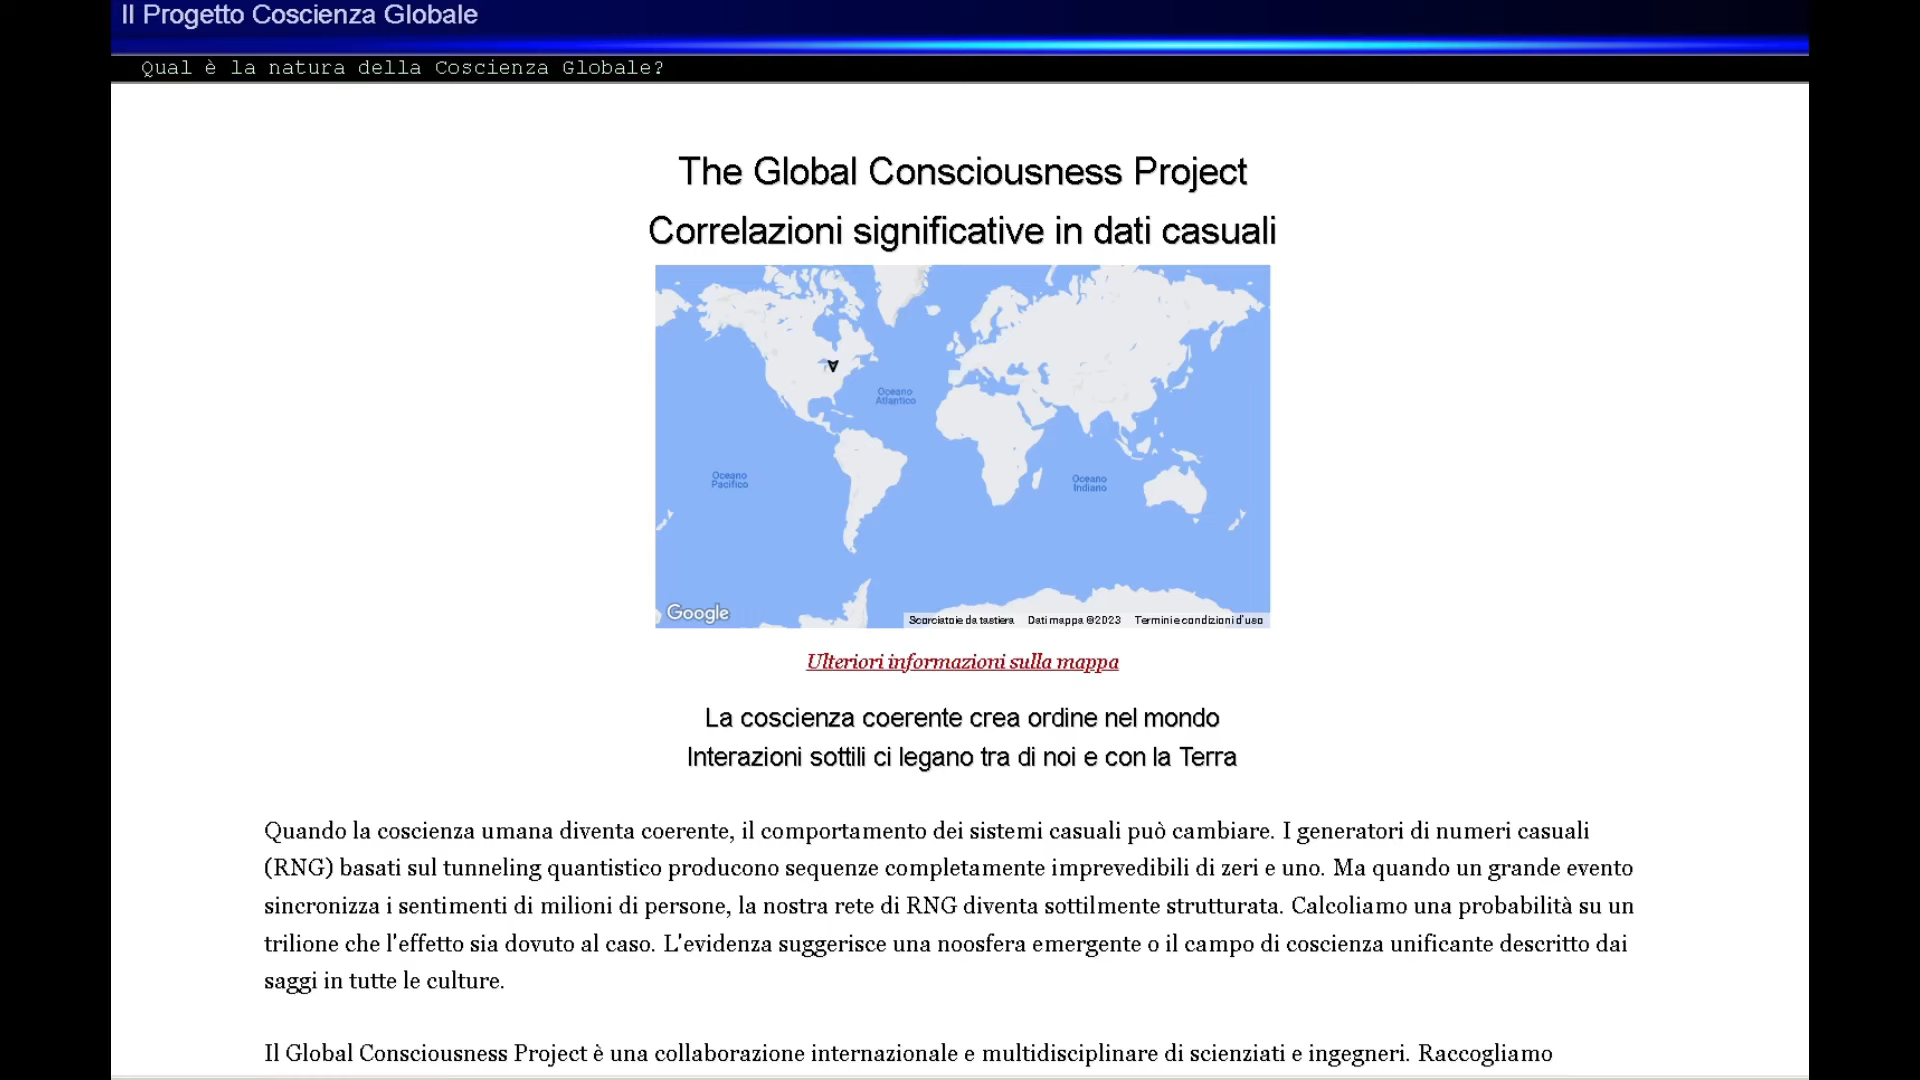 Il Progetto Coscienza Globale
Qual è la natura della Coscienza Globale?
The Global Consciousness Project
Correlazioni significative in dati casuali
Oceano
Atlantico
Oceano
Pacifico
Oceano
Indiano
Google
Scorciatoie da tastiera Dati mappa ©2023 Termini e condizioni d'uso
Ulteriori informazioni sulla mappa
La coscienza coerente crea ordine nel mondo
Interazioni sottili ci legano tra di noi e con la Terra
Quando la coscienza umana diventa coerente, il comportamento dei sistemi casuali può cambiare. I generatori di numeri casuali
(RNG) basati sul tunneling quantistico producono sequenze completamente imprevedibili di zeri e uno. Ma quando un grande evento
sincronizza i sentimenti di milioni di persone, la nostra rete di RNG diventa sottilmente strutturata. Calcoliamo una probabilità su un
trilione che l'effetto sia dovuto al caso. L'evidenza suggerisce una noosfera emergente o il campo di coscienza unificante descritto dai
saggi in tutte le culture.
Il Global Consciousness Project è una collaborazione internazionale e multidisciplinare di scienziati e ingegneri. Raccogliamo